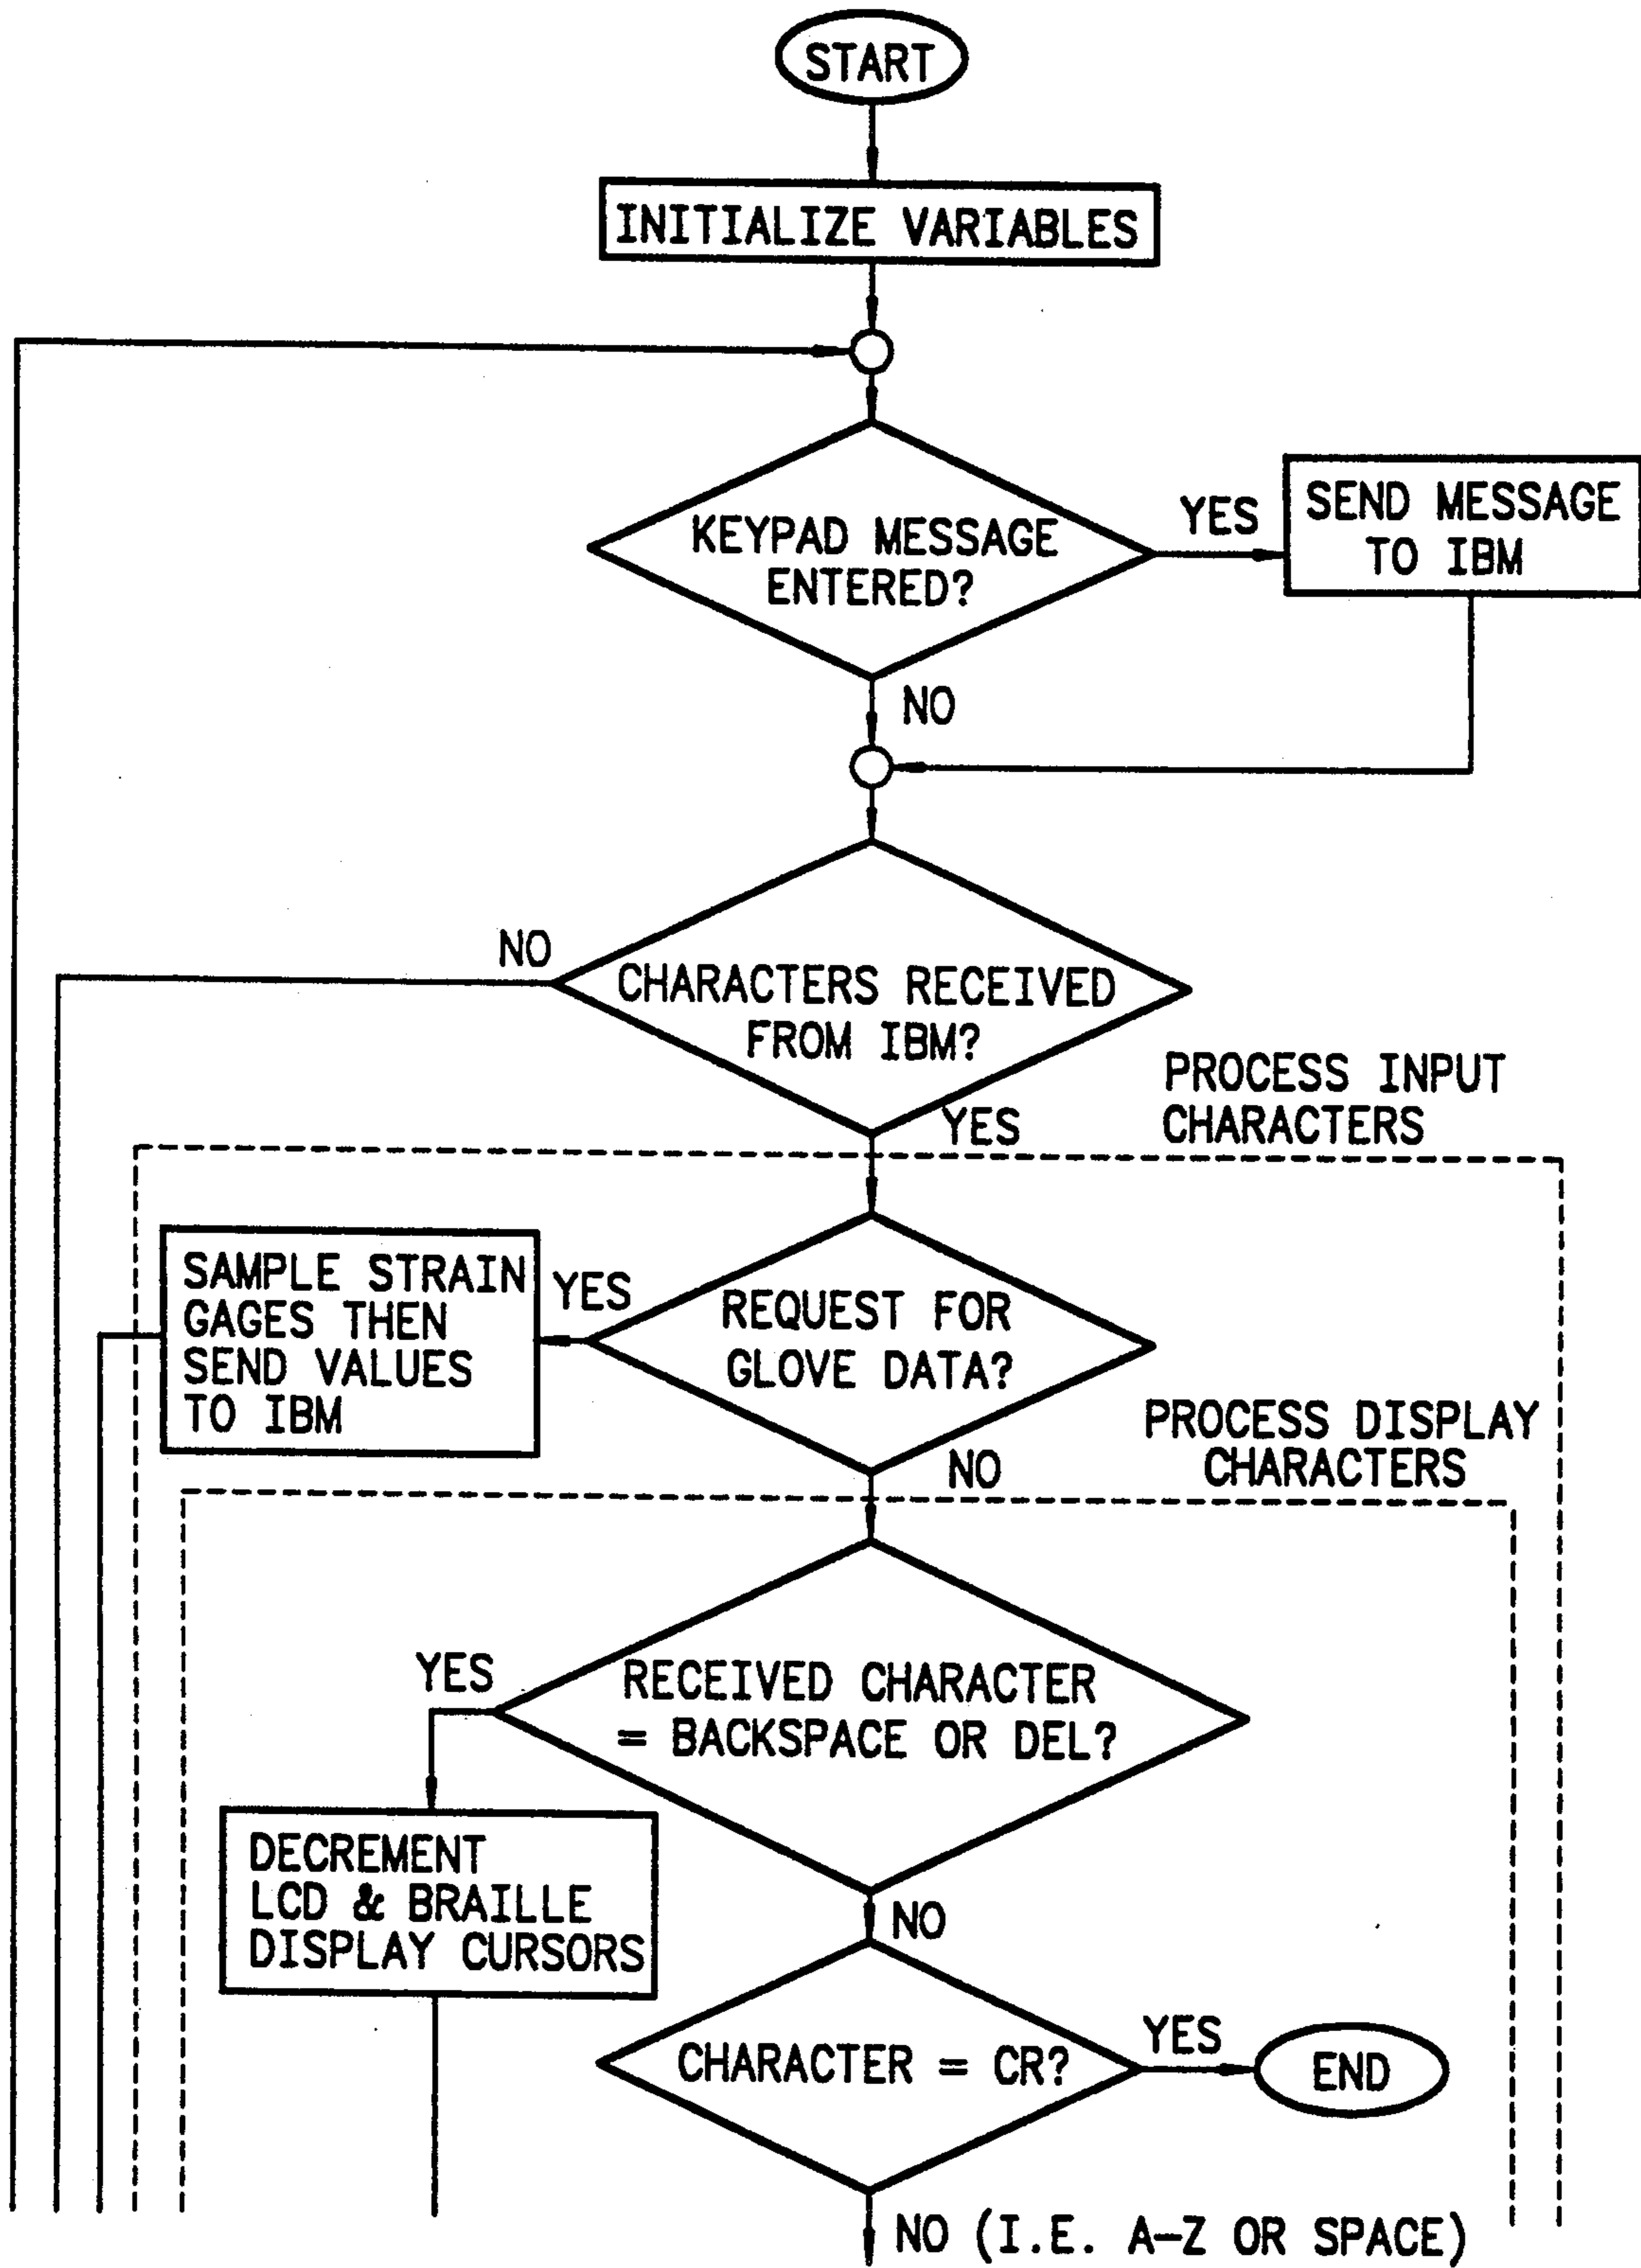 START
INITIALIZE VARIABLES
KEYPAD MESSAGE
ENTERED?
YES
SEND MESSAGE
TO IBM
NO
NO
CHARACTERS RECEIVED
FROM IBM?
YES
PROCESS INPUT
CHARACTERS
SAMPLE STRAIN
GAGES THEN
SEND VALUES
TO IBM
YES
REQUEST FOR
GLOVE DATA?
NO
PROCESS DISPLAY
CHARACTERS
YES
RECEIVED CHARACTER
= BACKSPACE OR DEL?
DECREMENT
LCD & BRAILLE
DISPLAY CURSORS
NO
CHARACTER = CR?
YES
END
NO (I.E. A-Z OR SPACE)